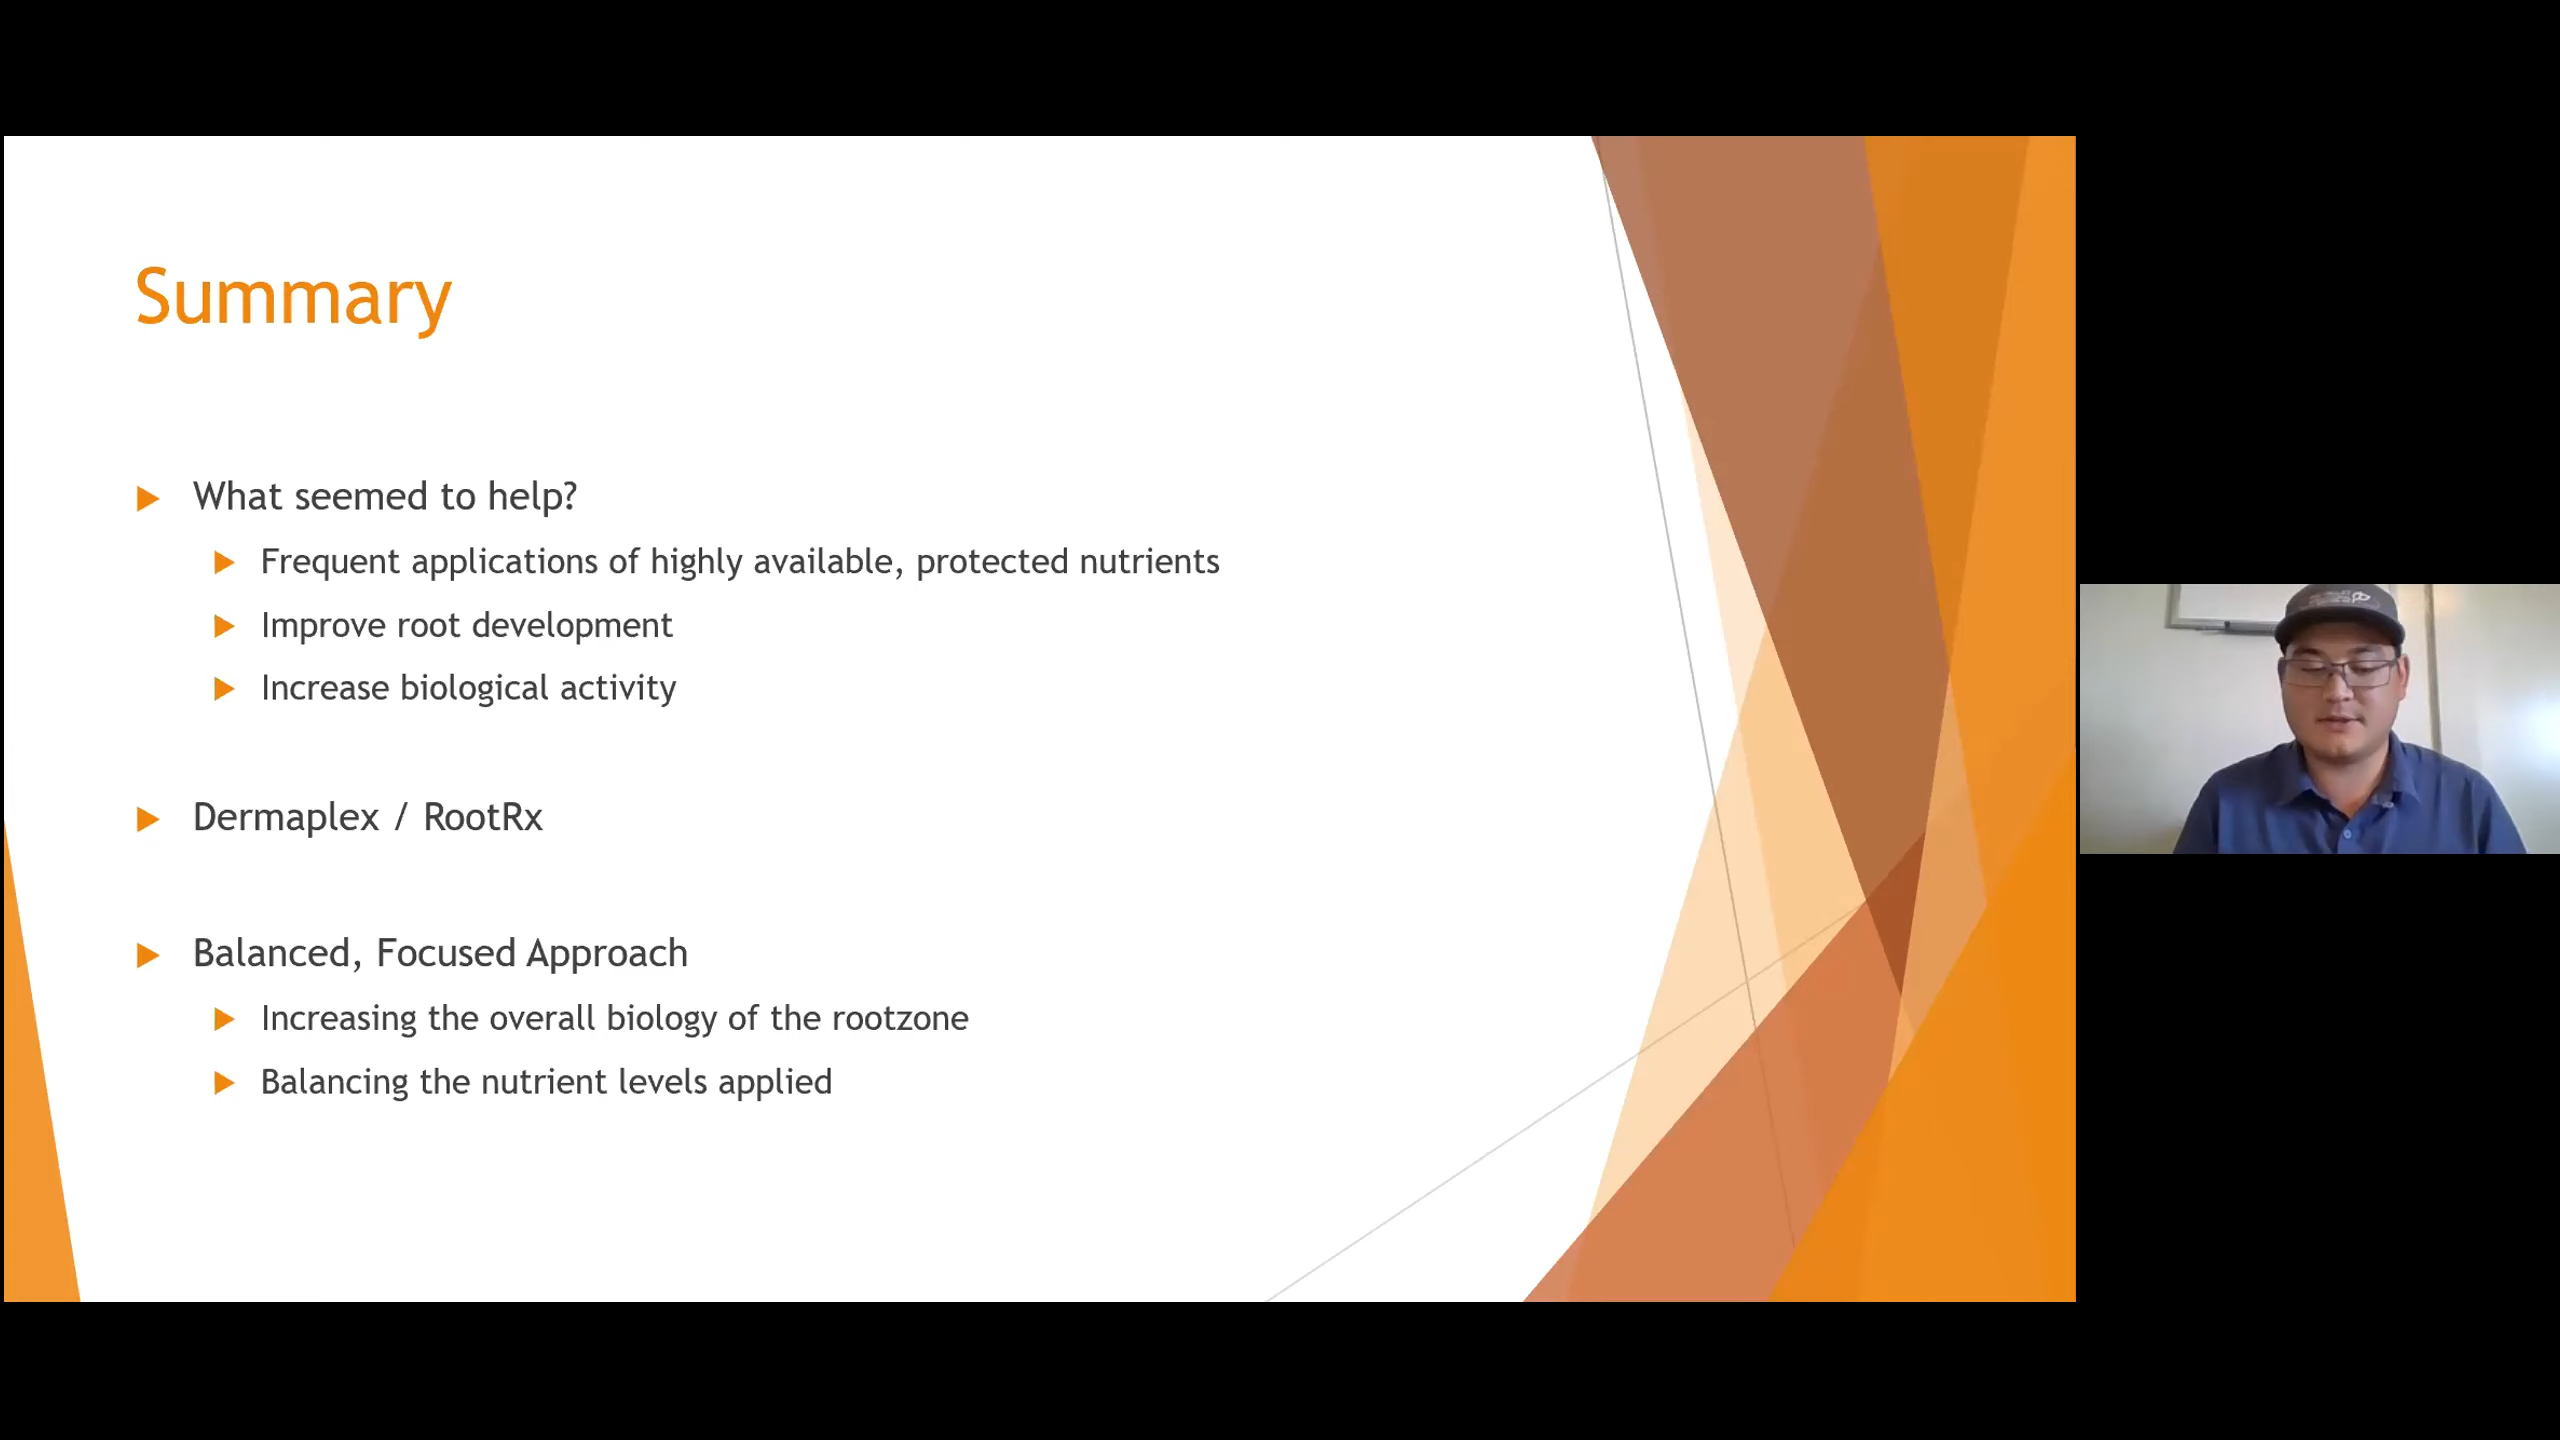 Summary
What seemed to help?
Frequent applications of highly available, protected nutrients
Improve root development
Increase biological activity
Dermaplex / RootRx
Balanced, Focused Approach
Increasing the overall biology of the rootzone
Balancing the nutrient levels applied